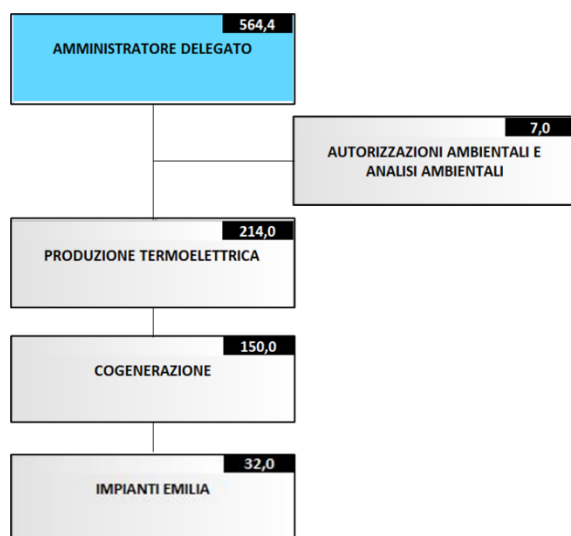 564,4
AMMINISTRATORE DELEGATO
7,0
AUTORIZZAZIONI AMBIENTALI E
ANALISI AMBIENTALI
214,0
PRODUZIONE TERMOELETTRICA
150,0
COGENERAZIONE
32,0
IMPIANTI EMILIA